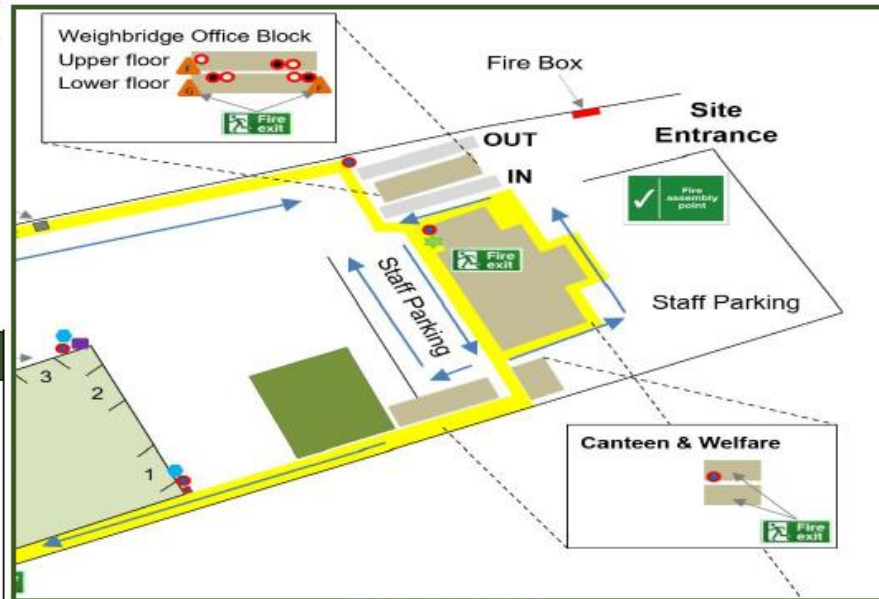 Weighbridge Office Block
Upper floor
Lower floor
F
G
F
Fire
exit
Fire Box
Site
Entrance
OUT
IN
Fire
assembly
point
Fire
exit
Staff Parking
Staff Parking
3
2
1
Canteen & Welfare
Fire
exit